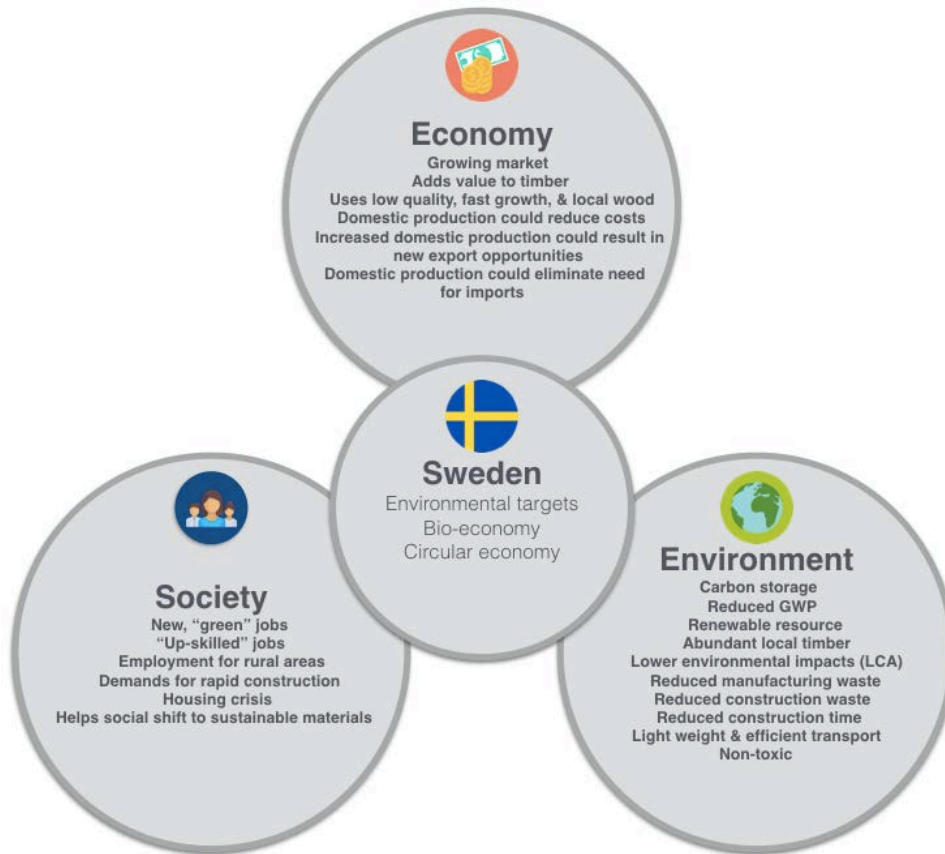 Economy
Growing market
Adds value to timber
Uses low quality, fast growth, & local wood
Domestic production could reduce costs
Increased domestic production could result in
new export opportunities
Domestic production could eliminate need
for imports
Sweden
Environmental targets
Bio-economy
Circular economy
Society
New, “green” jobs
“Up-skilled” jobs
Employment for rural areas
Demands for rapid construction
Housing crisis
Helps social shift to sustainable materials
Environment
Carbon storage
Reduced GWP
Renewable resource
Abundant local timber
Lower environmental impacts (LCA)
Reduced manufacturing waste
Reduced construction waste
Reduced construction time
Light weight & efficient transport
Non-toxic